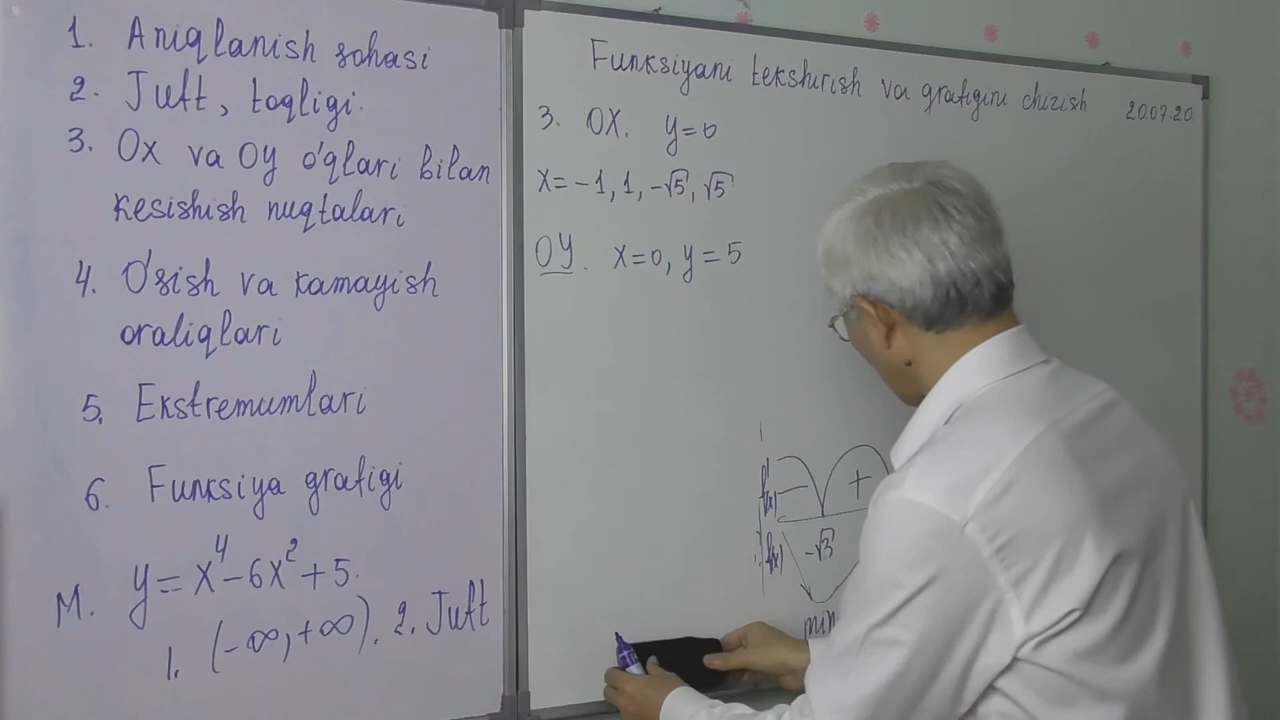 1. Aniqlanish sohasi
2. Juft, toqligi.
3. Ox va Oy o'qlari bilan
kesishish nuqtalari
4. O'sish va kamayish
oraliqlari
5. Ekstremumlari
6. Funksiya grafigi
M. y=x⁴-6x²+5.
1. (-∞,+∞). 2. Juft
Funksiyani tekshirish va grafigini chizish 20.07.20.
3. OX. y=0
x=-1, 1, -√5, √5
OY. x=0, y=5
f'(x) - +
f(x) -√3
min